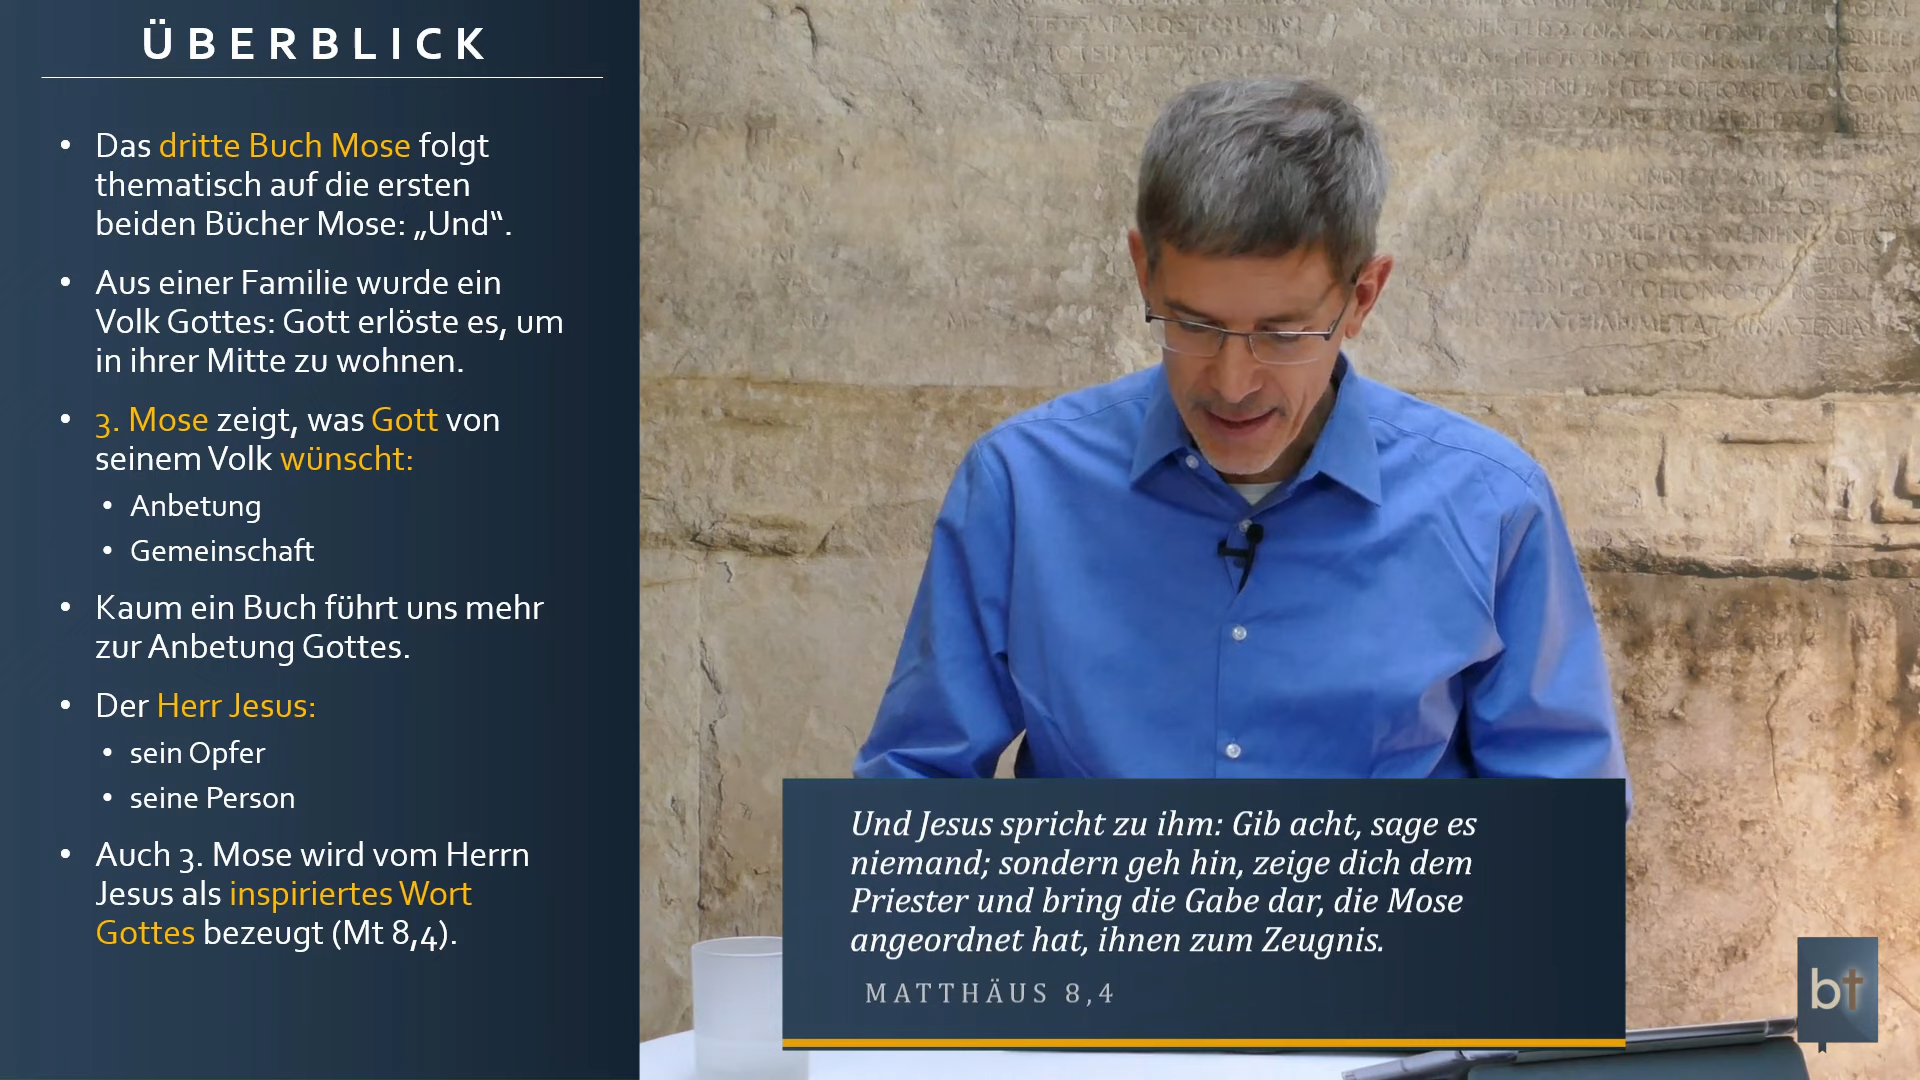 ÜBERBLICK
• Das dritte Buch Mose folgt
thematisch auf die ersten
beiden Bücher Mose: „Und“.
• Aus einer Familie wurde ein
Volk Gottes: Gott erlöste es, um
in ihrer Mitte zu wohnen.
• 3. Mose zeigt, was Gott von
seinem Volk wünscht:
• Anbetung
• Gemeinschaft
• Kaum ein Buch führt uns mehr
zur Anbetung Gottes.
• Der Herr Jesus:
• sein Opfer
• seine Person
• Auch 3. Mose wird vom Herrn
Jesus als inspiriertes Wort
Gottes bezeugt (Mt 8,4).
Und Jesus spricht zu ihm: Gib acht, sage es
niemand; sondern geh hin, zeige dich dem
Priester und bring die Gabe dar, die Mose
angeordnet hat, ihnen zum Zeugnis.
MATTHÄUS 8,4
bt